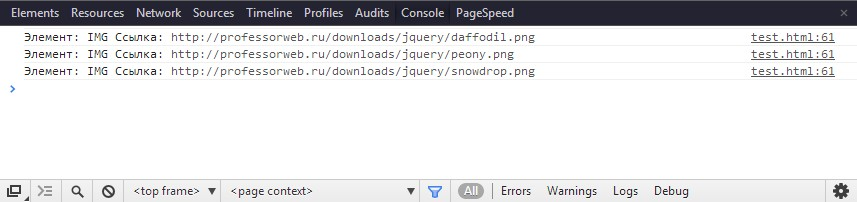 Elements Resources Network Sources Timeline Profiles Audits Console PageSpeed ×
Элемент: IMG Ссылка: http://professorweb.ru/downloads/jquery/daffodil.png test.html:61
Элемент: IMG Ссылка: http://professorweb.ru/downloads/jquery/peony.png test.html:61
Элемент: IMG Ссылка: http://professorweb.ru/downloads/jquery/snowdrop.png test.html:61
>
<top frame> ▼ <page context> ▼ All Errors Warnings Logs Debug